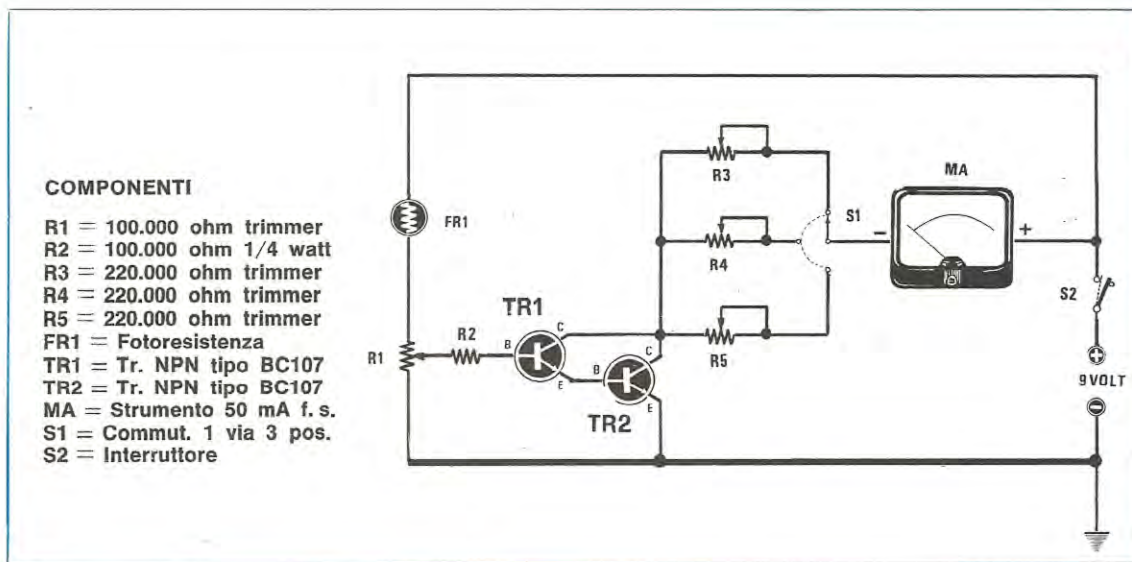 COMPONENTI
R1 = 100.000 ohm trimmer
R2 = 100.000 ohm 1/4 watt
R3 = 220.000 ohm trimmer
R4 = 220.000 ohm trimmer
R5 = 220.000 ohm trimmer
FR1 = Fotoresistenza
TR1 = Tr. NPN tipo BC107
TR2 = Tr. NPN tipo BC107
MA = Strumento 50 mA f. s.
S1 = Commut. 1 via 3 pos.
S2 = Interruttore
FR1
R1
R2
TR1
B
C
E
TR2
B
C
E
R3
R4
R5
S1
MA
−
+
S2
+
9 VOLT
−